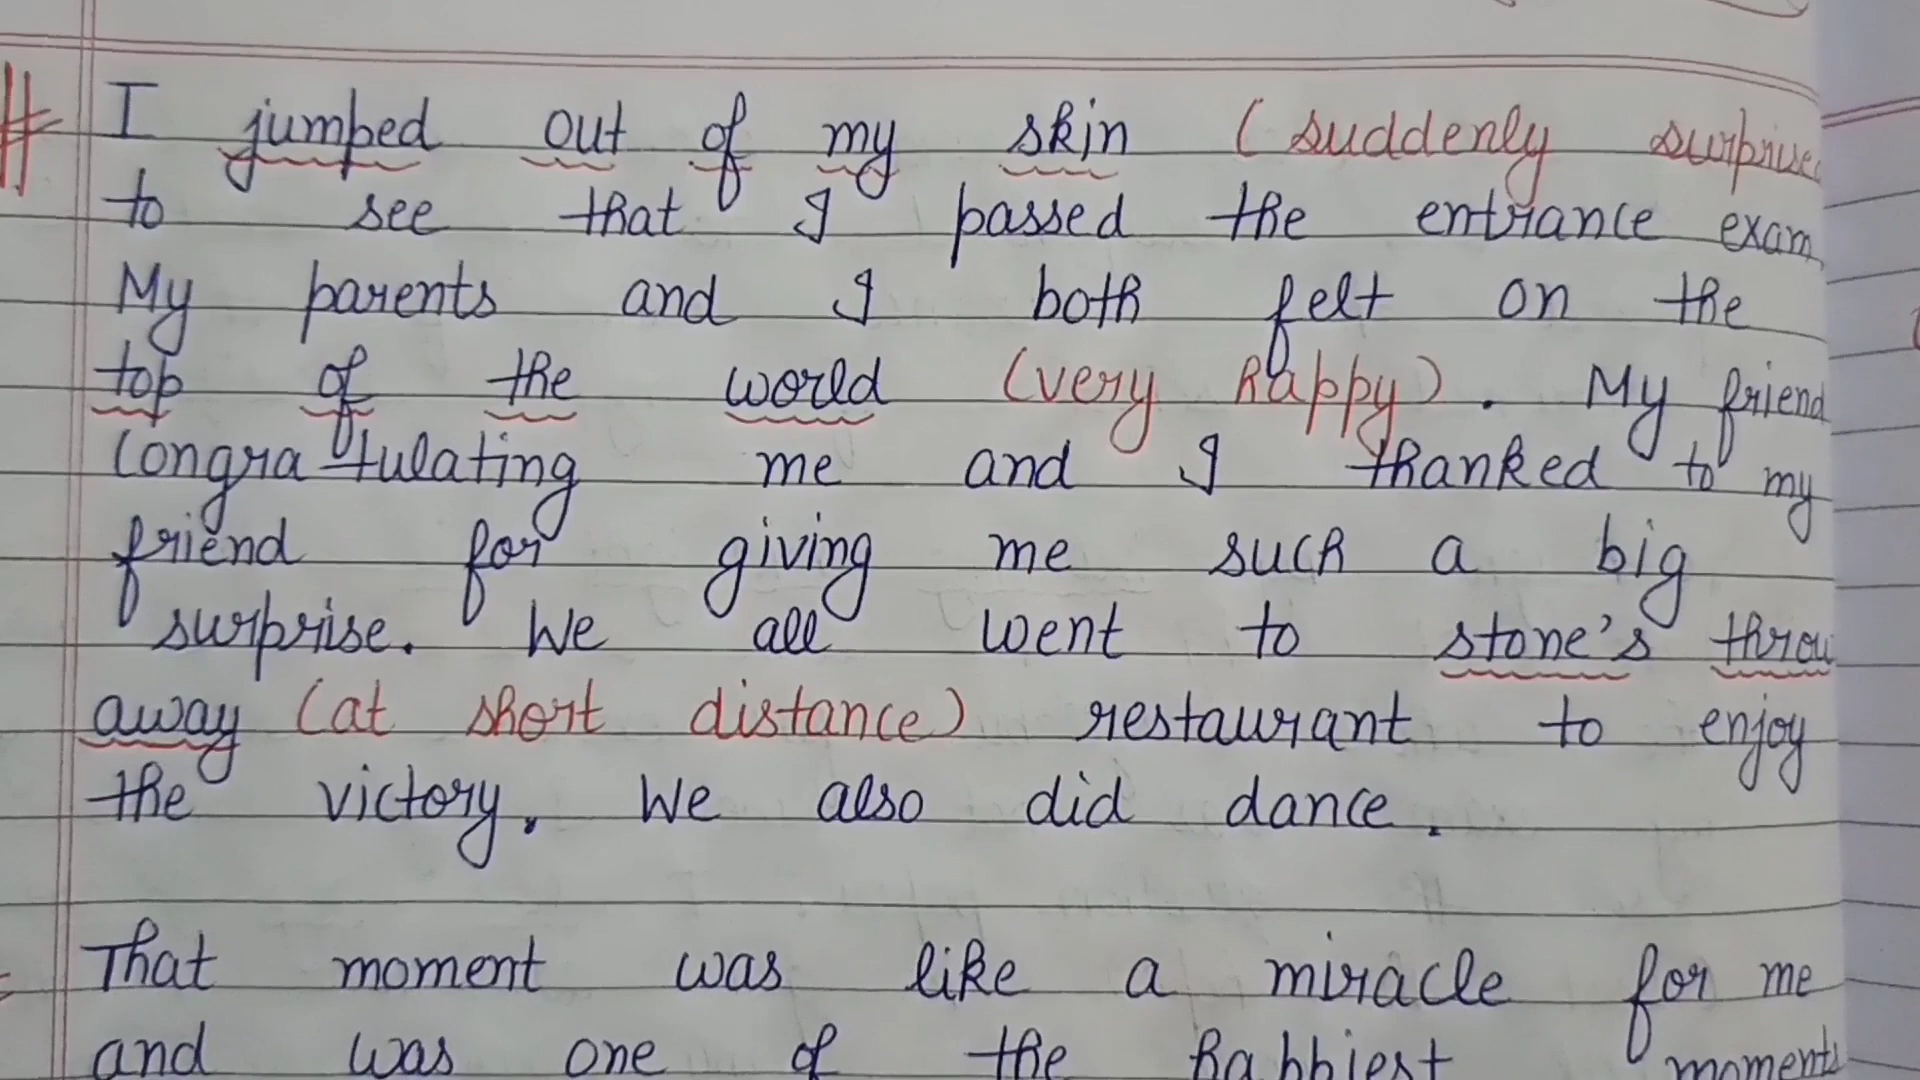 I jumped out of my skin (suddenly surprise
to see that I passed the entrance exam
My parents and I both felt on the
top of the world (very happy). My friend
Congratulating me and I thanked to my
friend for giving me such a big
surprise. We all went to stone's throw
away (at short distance) restaurant to enjoy
the victory. We also did dance.
That moment was like a miracle for me
and was one of the happiest moments